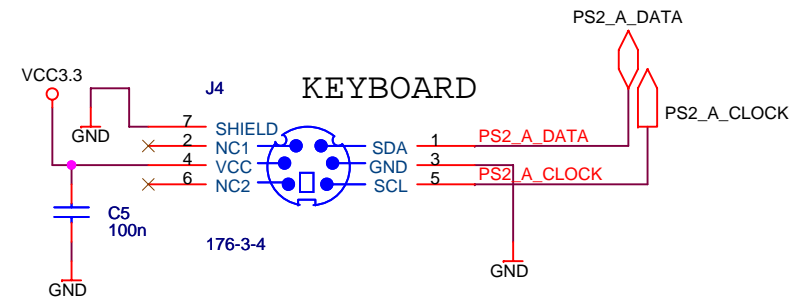 PS2_A_DATA
VCC3.3
J4
KEYBOARD
PS2_A_CLOCK
GND
7 SHIELD
2 NC1 SDA 1 PS2_A_DATA
4 VCC GND 3
6 NC2 SCL 5 PS2_A_CLOCK
C5
100n
176-3-4
GND
GND